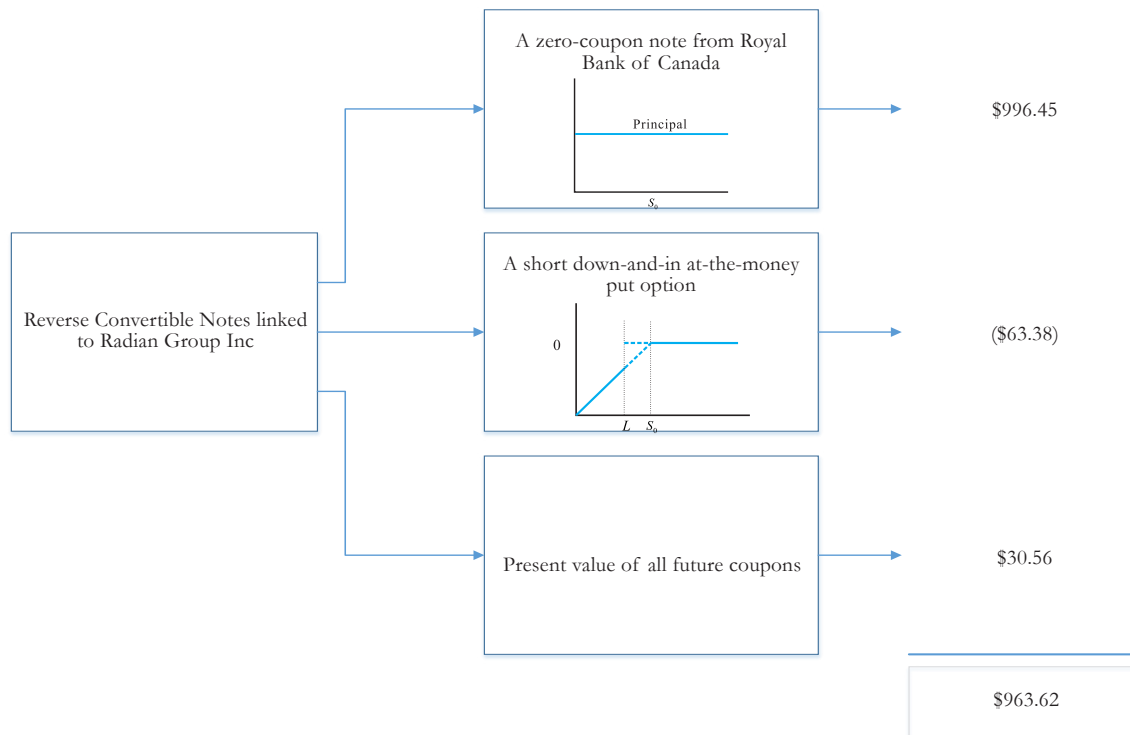 A zero-coupon note from Royal
Bank of Canada
Principal
S₀
$996.45
Reverse Convertible Notes linked
to Radian Group Inc
A short down-and-in at-the-money
put option
0
L S₀
($63.38)
Present value of all future coupons
$30.56
$963.62